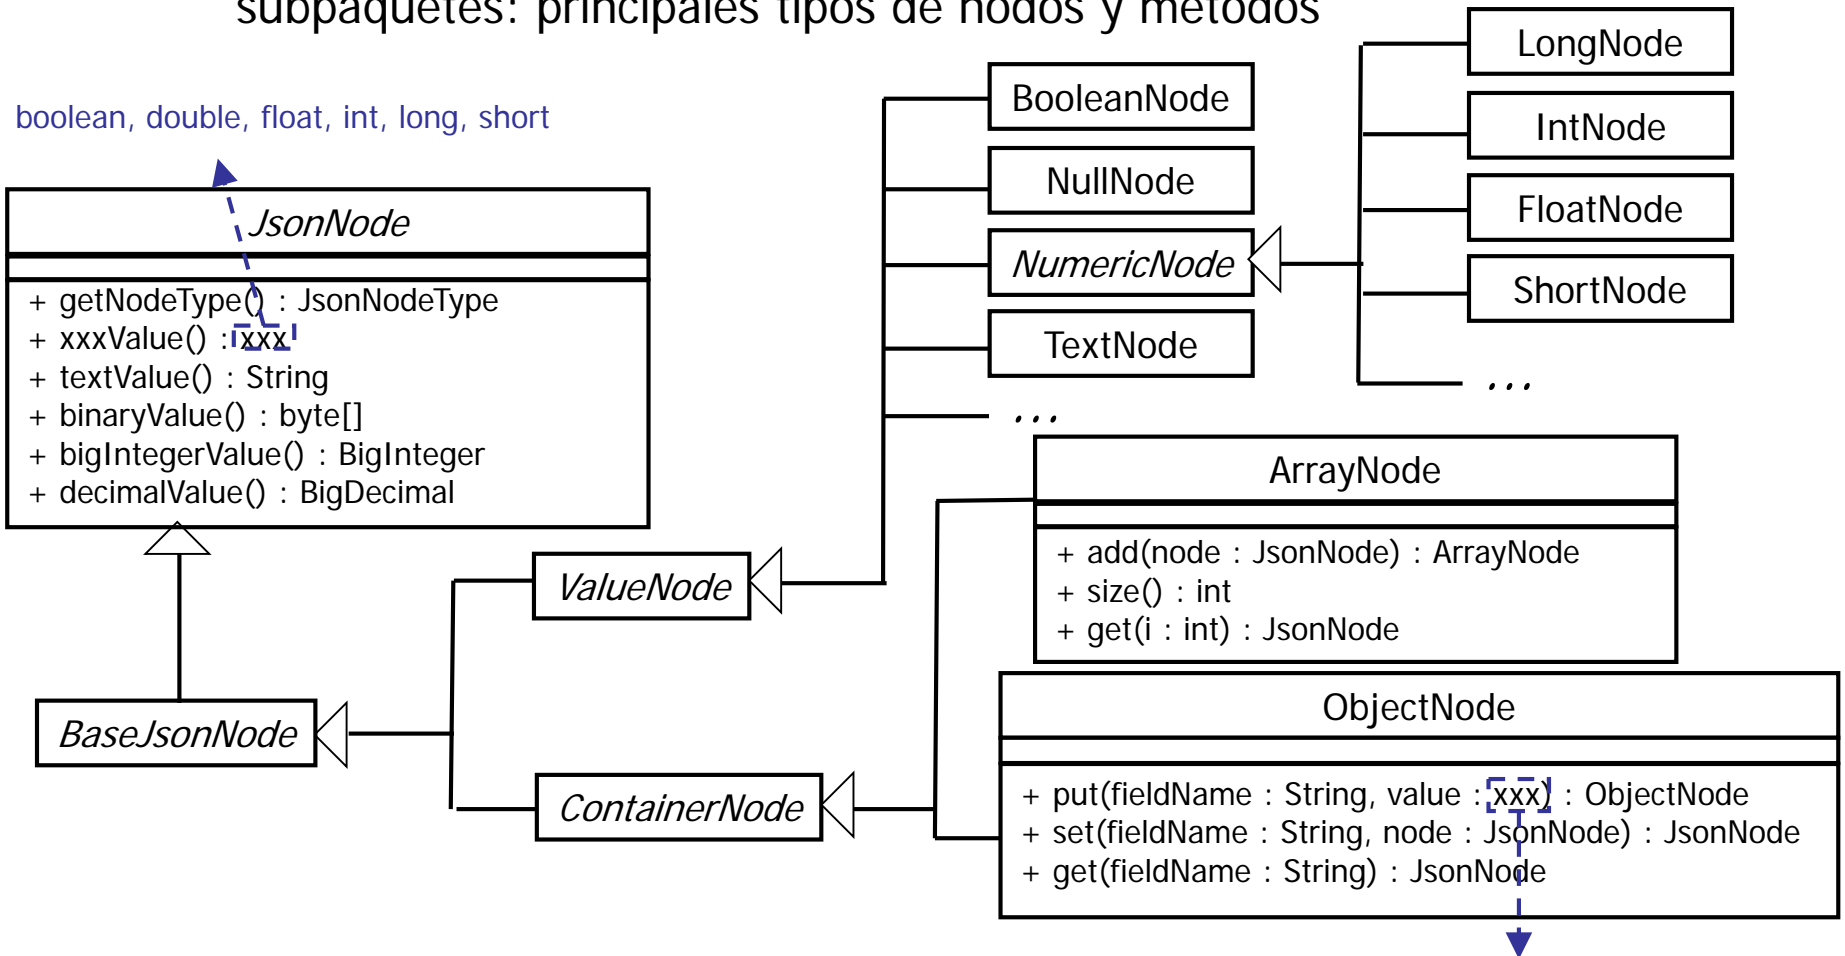 subpaquetes: principales tipos de nodos y métodos
boolean, double, float, int, long, short
JsonNode
+ getNodeType() : JsonNodeType
+ xxxValue() : xxx
+ textValue() : String
+ binaryValue() : byte[]
+ bigIntegerValue() : BigInteger
+ decimalValue() : BigDecimal
BaseJsonNode
ValueNode
ContainerNode
BooleanNode
NullNode
NumericNode
TextNode
...
LongNode
IntNode
FloatNode
ShortNode
...
ArrayNode
+ add(node : JsonNode) : ArrayNode
+ size() : int
+ get(i : int) : JsonNode
ObjectNode
+ put(fieldName : String, value : xxx) : ObjectNode
+ set(fieldName : String, node : JsonNode) : JsonNode
+ get(fieldName : String) : JsonNode